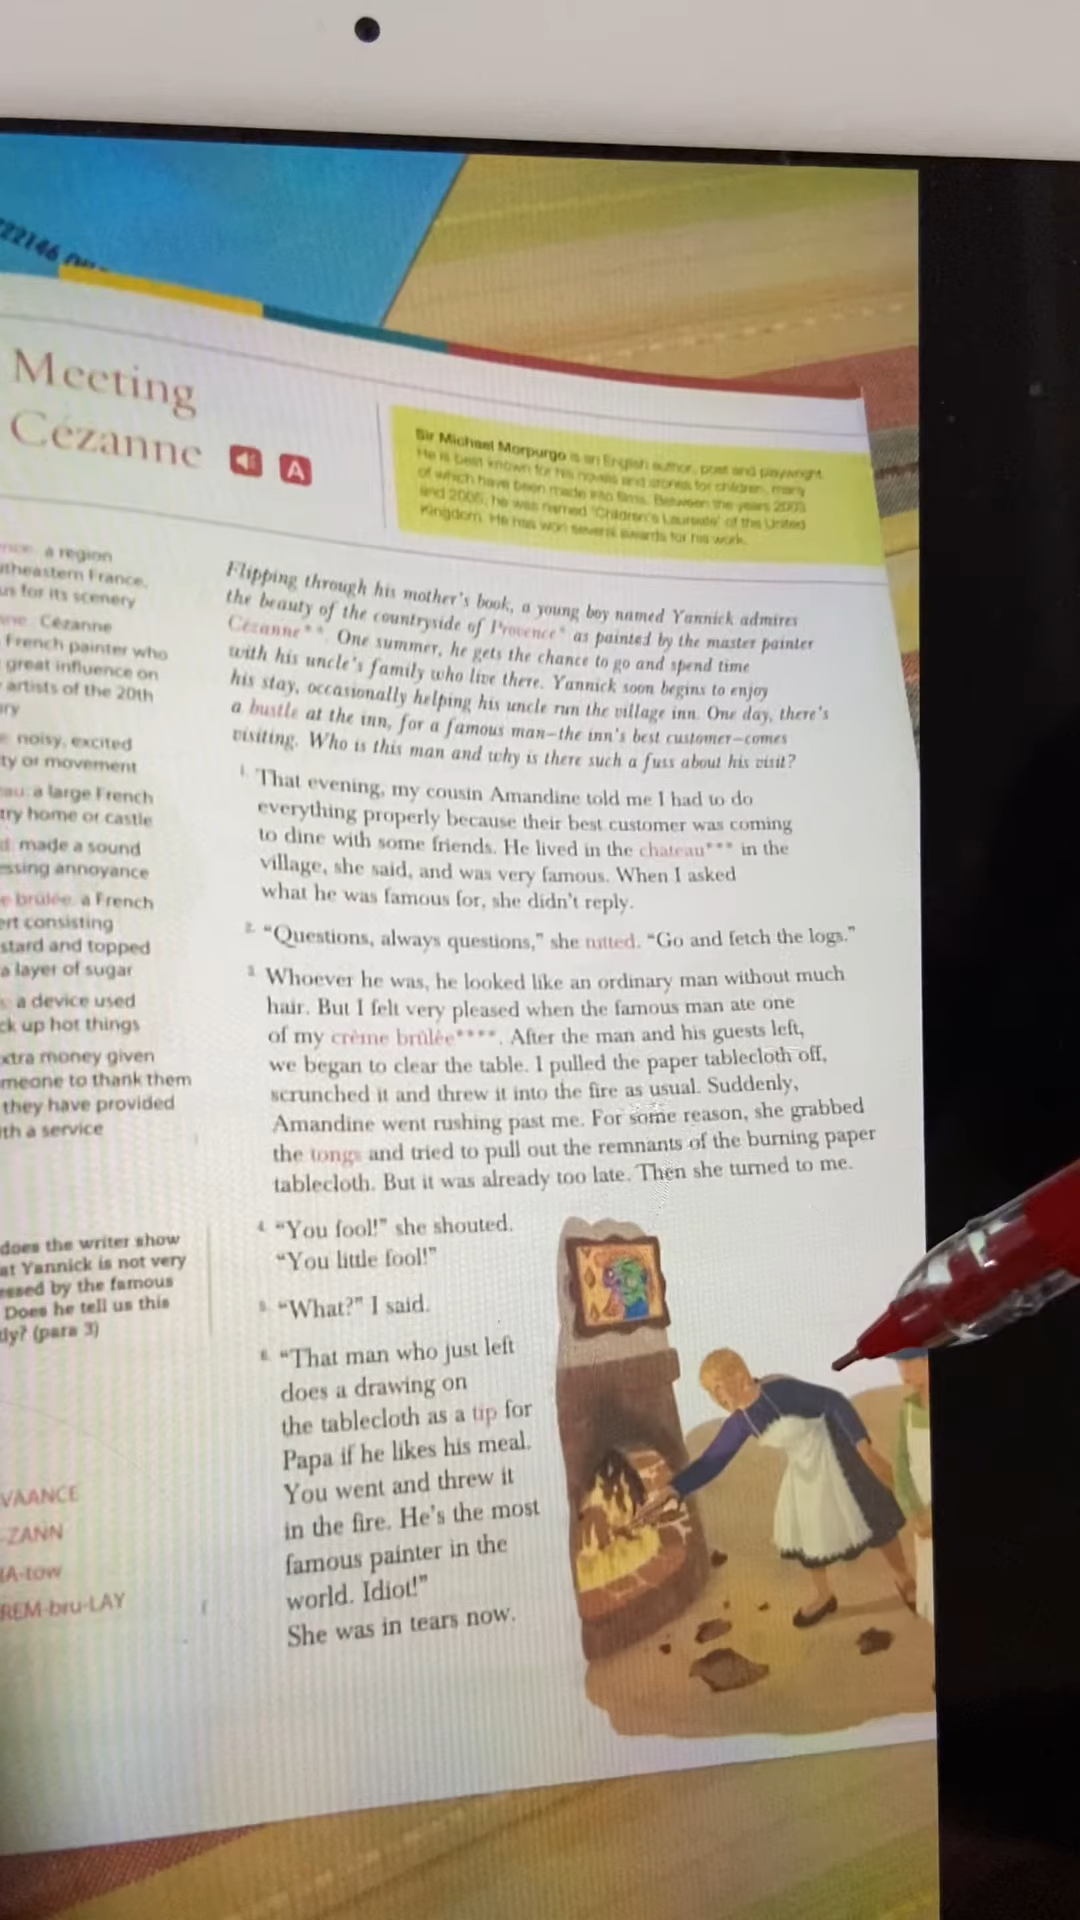 22146
Meeting
Cézanne
A
Sir Michael Morpurgo is an English author, poet and playwright.
He is best known for his novels and stories for children, many
of which have been made into films. Between the years 2003
and 2005, he was named 'Children's Laureate' of the United
Kingdom. He has won several awards for his work.
a region
theastern France,
us for its scenery
Cézanne
French painter who
great influence on
artists of the 20th
ry
noisy, excited
ty or movement
au: a large French
try home or castle
made a sound
essing annoyance
e brûlée: a French
ert consisting
stard and topped
a layer of sugar
: a device used
ck up hot things
xtra money given
meone to thank them
they have provided
ith a service
does the writer show
at Yannick is not very
essed by the famous
Does he tell us this
tly? (para 3)
VAANCE
-ZANN
A-tow
REM-bru-LAY
Flipping through his mother's book, a young boy named Yannick admires
the beauty of the countryside of Provence* as painted by the master painter
Cézanne**. One summer, he gets the chance to go and spend time
with his uncle's family who live there. Yannick soon begins to enjoy
his stay, occasionally helping his uncle run the village inn. One day, there's
a bustle at the inn, for a famous man—the inn's best customer—comes
visiting. Who is this man and why is there such a fuss about his visit?
1. That evening, my cousin Amandine told me I had to do
everything properly because their best customer was coming
to dine with some friends. He lived in the chateau*** in the
village, she said, and was very famous. When I asked
what he was famous for, she didn't reply.
2. "Questions, always questions," she tutted. "Go and fetch the logs."
3. Whoever he was, he looked like an ordinary man without much
hair. But I felt very pleased when the famous man ate one
of my crème brûlée****. After the man and his guests left,
we began to clear the table. I pulled the paper tablecloth off,
scrunched it and threw it into the fire as usual. Suddenly,
Amandine went rushing past me. For some reason, she grabbed
the tongs and tried to pull out the remnants of the burning paper
tablecloth. But it was already too late. Then she turned to me.
4. "You fool!" she shouted.
"You little fool!"
5. "What?" I said.
6. "That man who just left
does a drawing on
the tablecloth as a tip for
Papa if he likes his meal.
You went and threw it
in the fire. He's the most
famous painter in the
world. Idiot!"
She was in tears now.